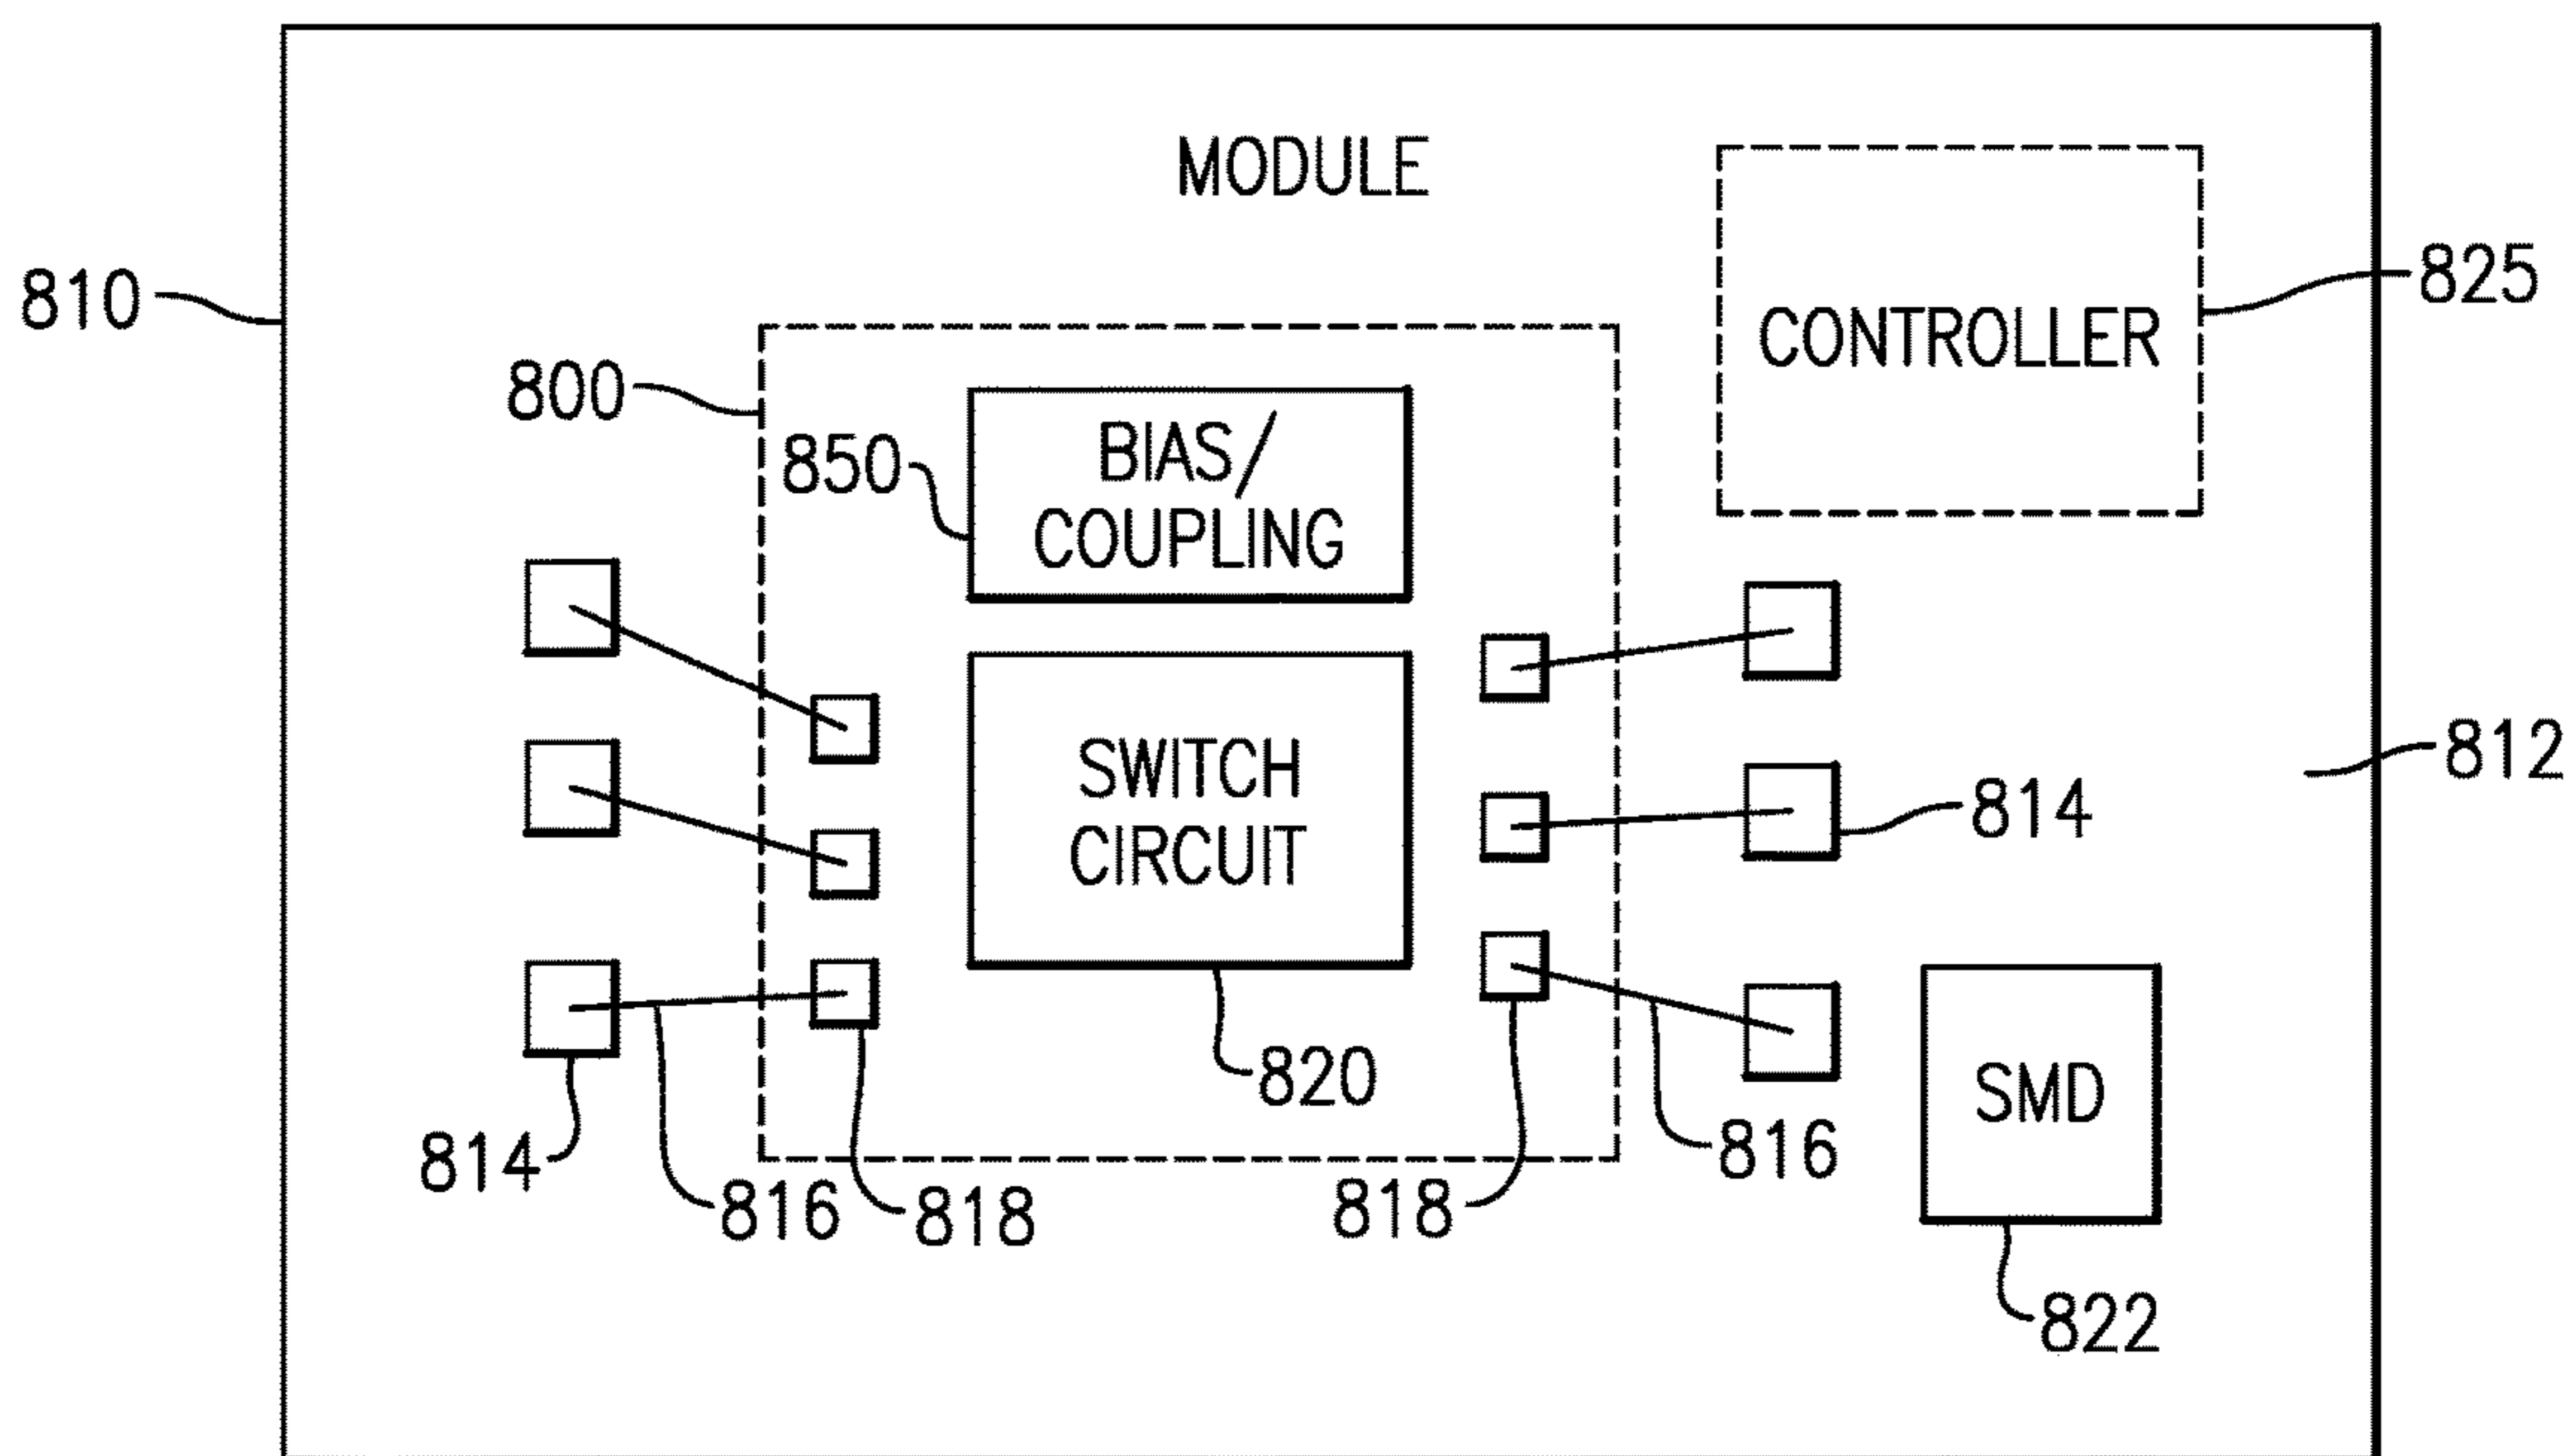 MODULE
810
825
CONTROLLER
800
850
BIAS/
COUPLING
812
SWITCH
CIRCUIT
814
820
SMD
814
816
818
818
816
822